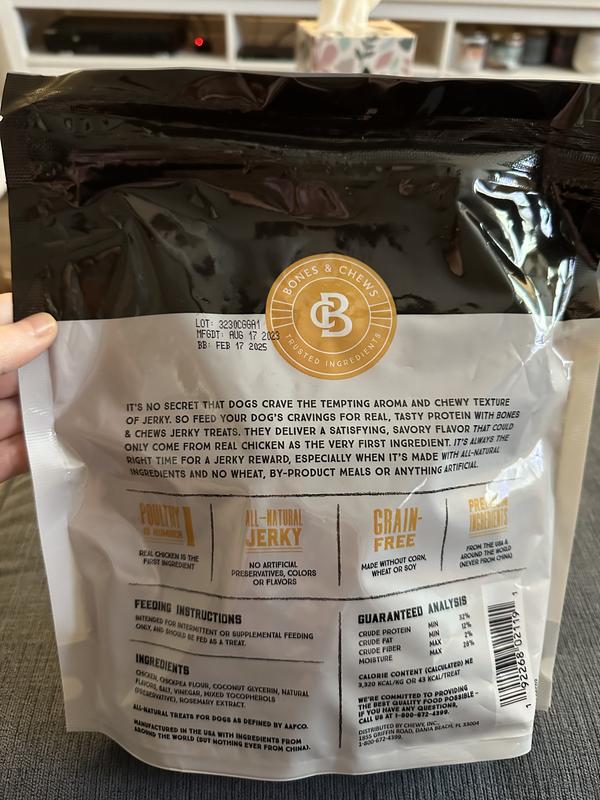 BONES & CHEWS
CB
TRUSTED INGREDIENTS
LOT: 3230CGGA1
MFGDT: AUG 17 2023
BB: FEB 17 2025
IT'S NO SECRET THAT DOGS CRAVE THE TEMPTING AROMA AND CHEWY TEXTURE
OF JERKY. SO FEED YOUR DOG'S CRAVINGS FOR REAL, TASTY PROTEIN WITH BONES
& CHEWS JERKY TREATS. THEY DELIVER A SATISFYING, SAVORY FLAVOR THAT COULD
ONLY COME FROM REAL CHICKEN AS THE VERY FIRST INGREDIENT. IT'S ALWAYS THE
RIGHT TIME FOR A JERKY REWARD, ESPECIALLY WHEN IT'S MADE WITH ALL-NATURAL
INGREDIENTS AND NO WHEAT, BY-PRODUCT MEALS OR ANYTHING ARTIFICIAL.
POULTRY
IS NUMBER 1
REAL CHICKEN IS THE
FIRST INGREDIENT
ALL-NATURAL
JERKY
NO ARTIFICIAL
PRESERVATIVES, COLORS
OR FLAVORS
GRAIN-
FREE
MADE WITHOUT CORN,
WHEAT OR SOY
INGREDIENTS
FROM THE USA &
AROUND THE WORLD
(NEVER FROM CHINA)
FEEDING INSTRUCTIONS
INTENDED FOR INTERMITTENT OR SUPPLEMENTAL FEEDING
ONLY, AND SHOULD BE FED AS A TREAT.
INGREDIENTS
CHICKEN, CHICKPEA FLOUR, COCONUT GLYCERIN, NATURAL
FLAVORS, SALT, VINEGAR, MIXED TOCOPHEROLS
(PRESERVATIVE), ROSEMARY EXTRACT.
ALL-NATURAL TREATS FOR DOGS AS DEFINED BY AAFCO.
MANUFACTURED IN THE USA WITH INGREDIENTS FROM
AROUND THE WORLD (BUT NOTHING EVER FROM CHINA).
GUARANTEED ANALYSIS
CRUDE PROTEIN MIN 32%
CRUDE FAT MIN 12%
CRUDE FIBER MAX 2%
MOISTURE MAX 20%
CALORIE CONTENT (CALCULATED) ME
3,320 KCAL/KG OR 43 KCAL/TREAT
WE'RE COMMITTED TO PROVIDING
THE BEST QUALITY FOOD POSSIBLE –
IF YOU HAVE ANY QUESTIONS,
CALL US AT 1-800-672-4399.
DISTRIBUTED BY CHEWY, INC.
1855 GRIFFIN ROAD, DANIA BEACH, FL 33004
1-800-672-4399
92268 02119 1